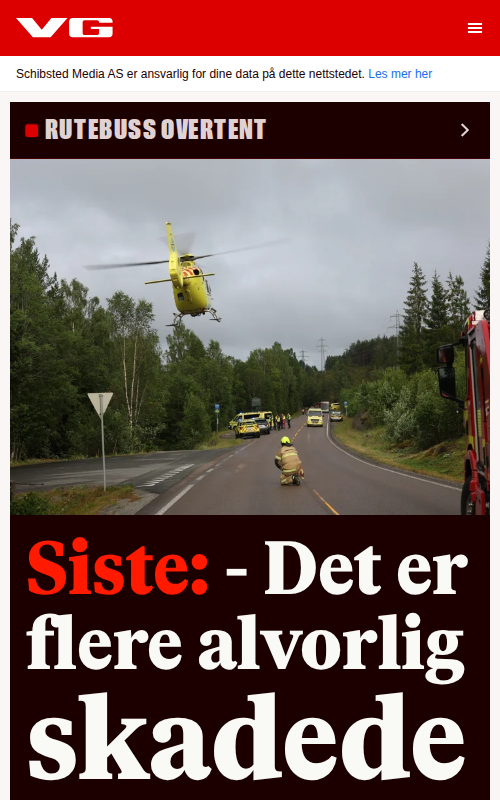 VG
Schibsted Media AS er ansvarlig for dine data på dette nettstedet. Les mer her
RUTEBUSS OVERTENT
Siste: - Det er
flere alvorlig
skadede